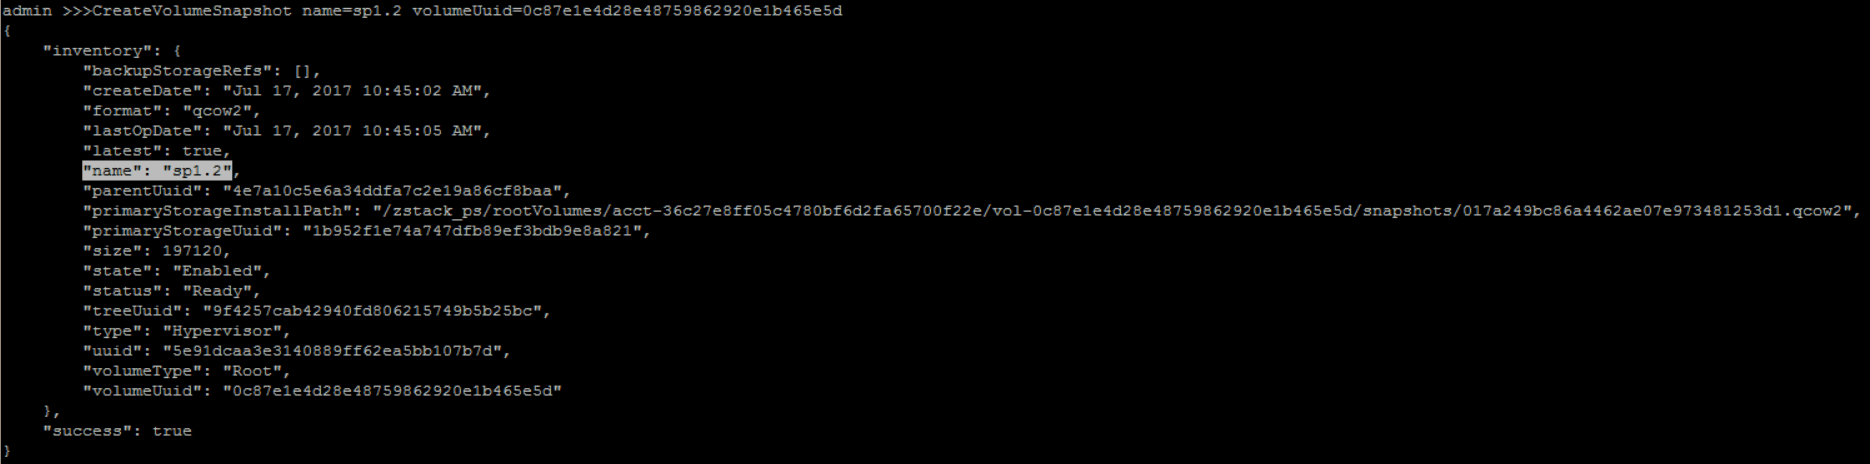 admin >>>CreateVolumeSnapshot name=sp1.2 volumeUuid=0c87e1e4d28e48759862920e1b465e5d
{
    "inventory": {
        "backupStorageRefs": [],
        "createDate": "Jul 17, 2017 10:45:02 AM",
        "format": "qcow2",
        "lastOpDate": "Jul 17, 2017 10:45:05 AM",
        "latest": true,
        "name": "sp1.2",
        "parentUuid": "4e7a10c5e6a34ddfa7c2e19a86cf8baa",
        "primaryStorageInstallPath": "/zstack_ps/rootVolumes/acct-36c27e8ff05c4780bf6d2fa65700f22e/vol-0c87e1e4d28e48759862920e1b465e5d/snapshots/017a249bc86a4462ae07e973481253d1.qcow2",
        "primaryStorageUuid": "1b952f1e74a747dfb89ef3bdb9e8a821",
        "size": 197120,
        "state": "Enabled",
        "status": "Ready",
        "treeUuid": "9f4257cab42940fd806215749b5b25bc",
        "type": "Hypervisor",
        "uuid": "5e91dcaa3e3140889ff62ea5bb107b7d",
        "volumeType": "Root",
        "volumeUuid": "0c87e1e4d28e48759862920e1b465e5d"
    },
    "success": true
}